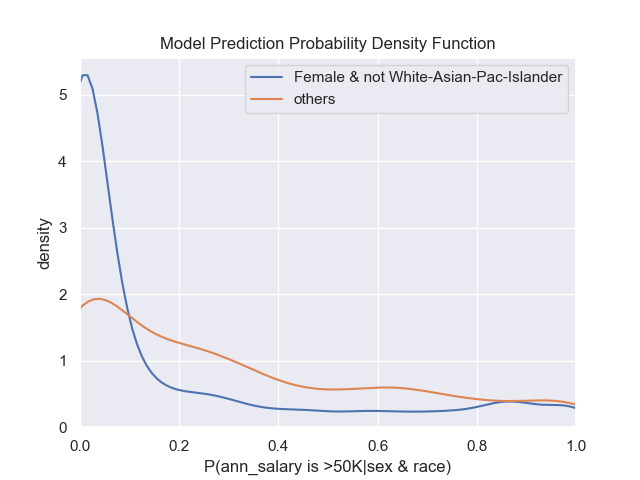 Model Prediction Probability Density Function
Female & not White-Asian-Pac-Islander
others
density
5
4
3
2
1
0
0.0 0.2 0.4 0.6 0.8 1.0
P(ann_salary is >50K|sex & race)